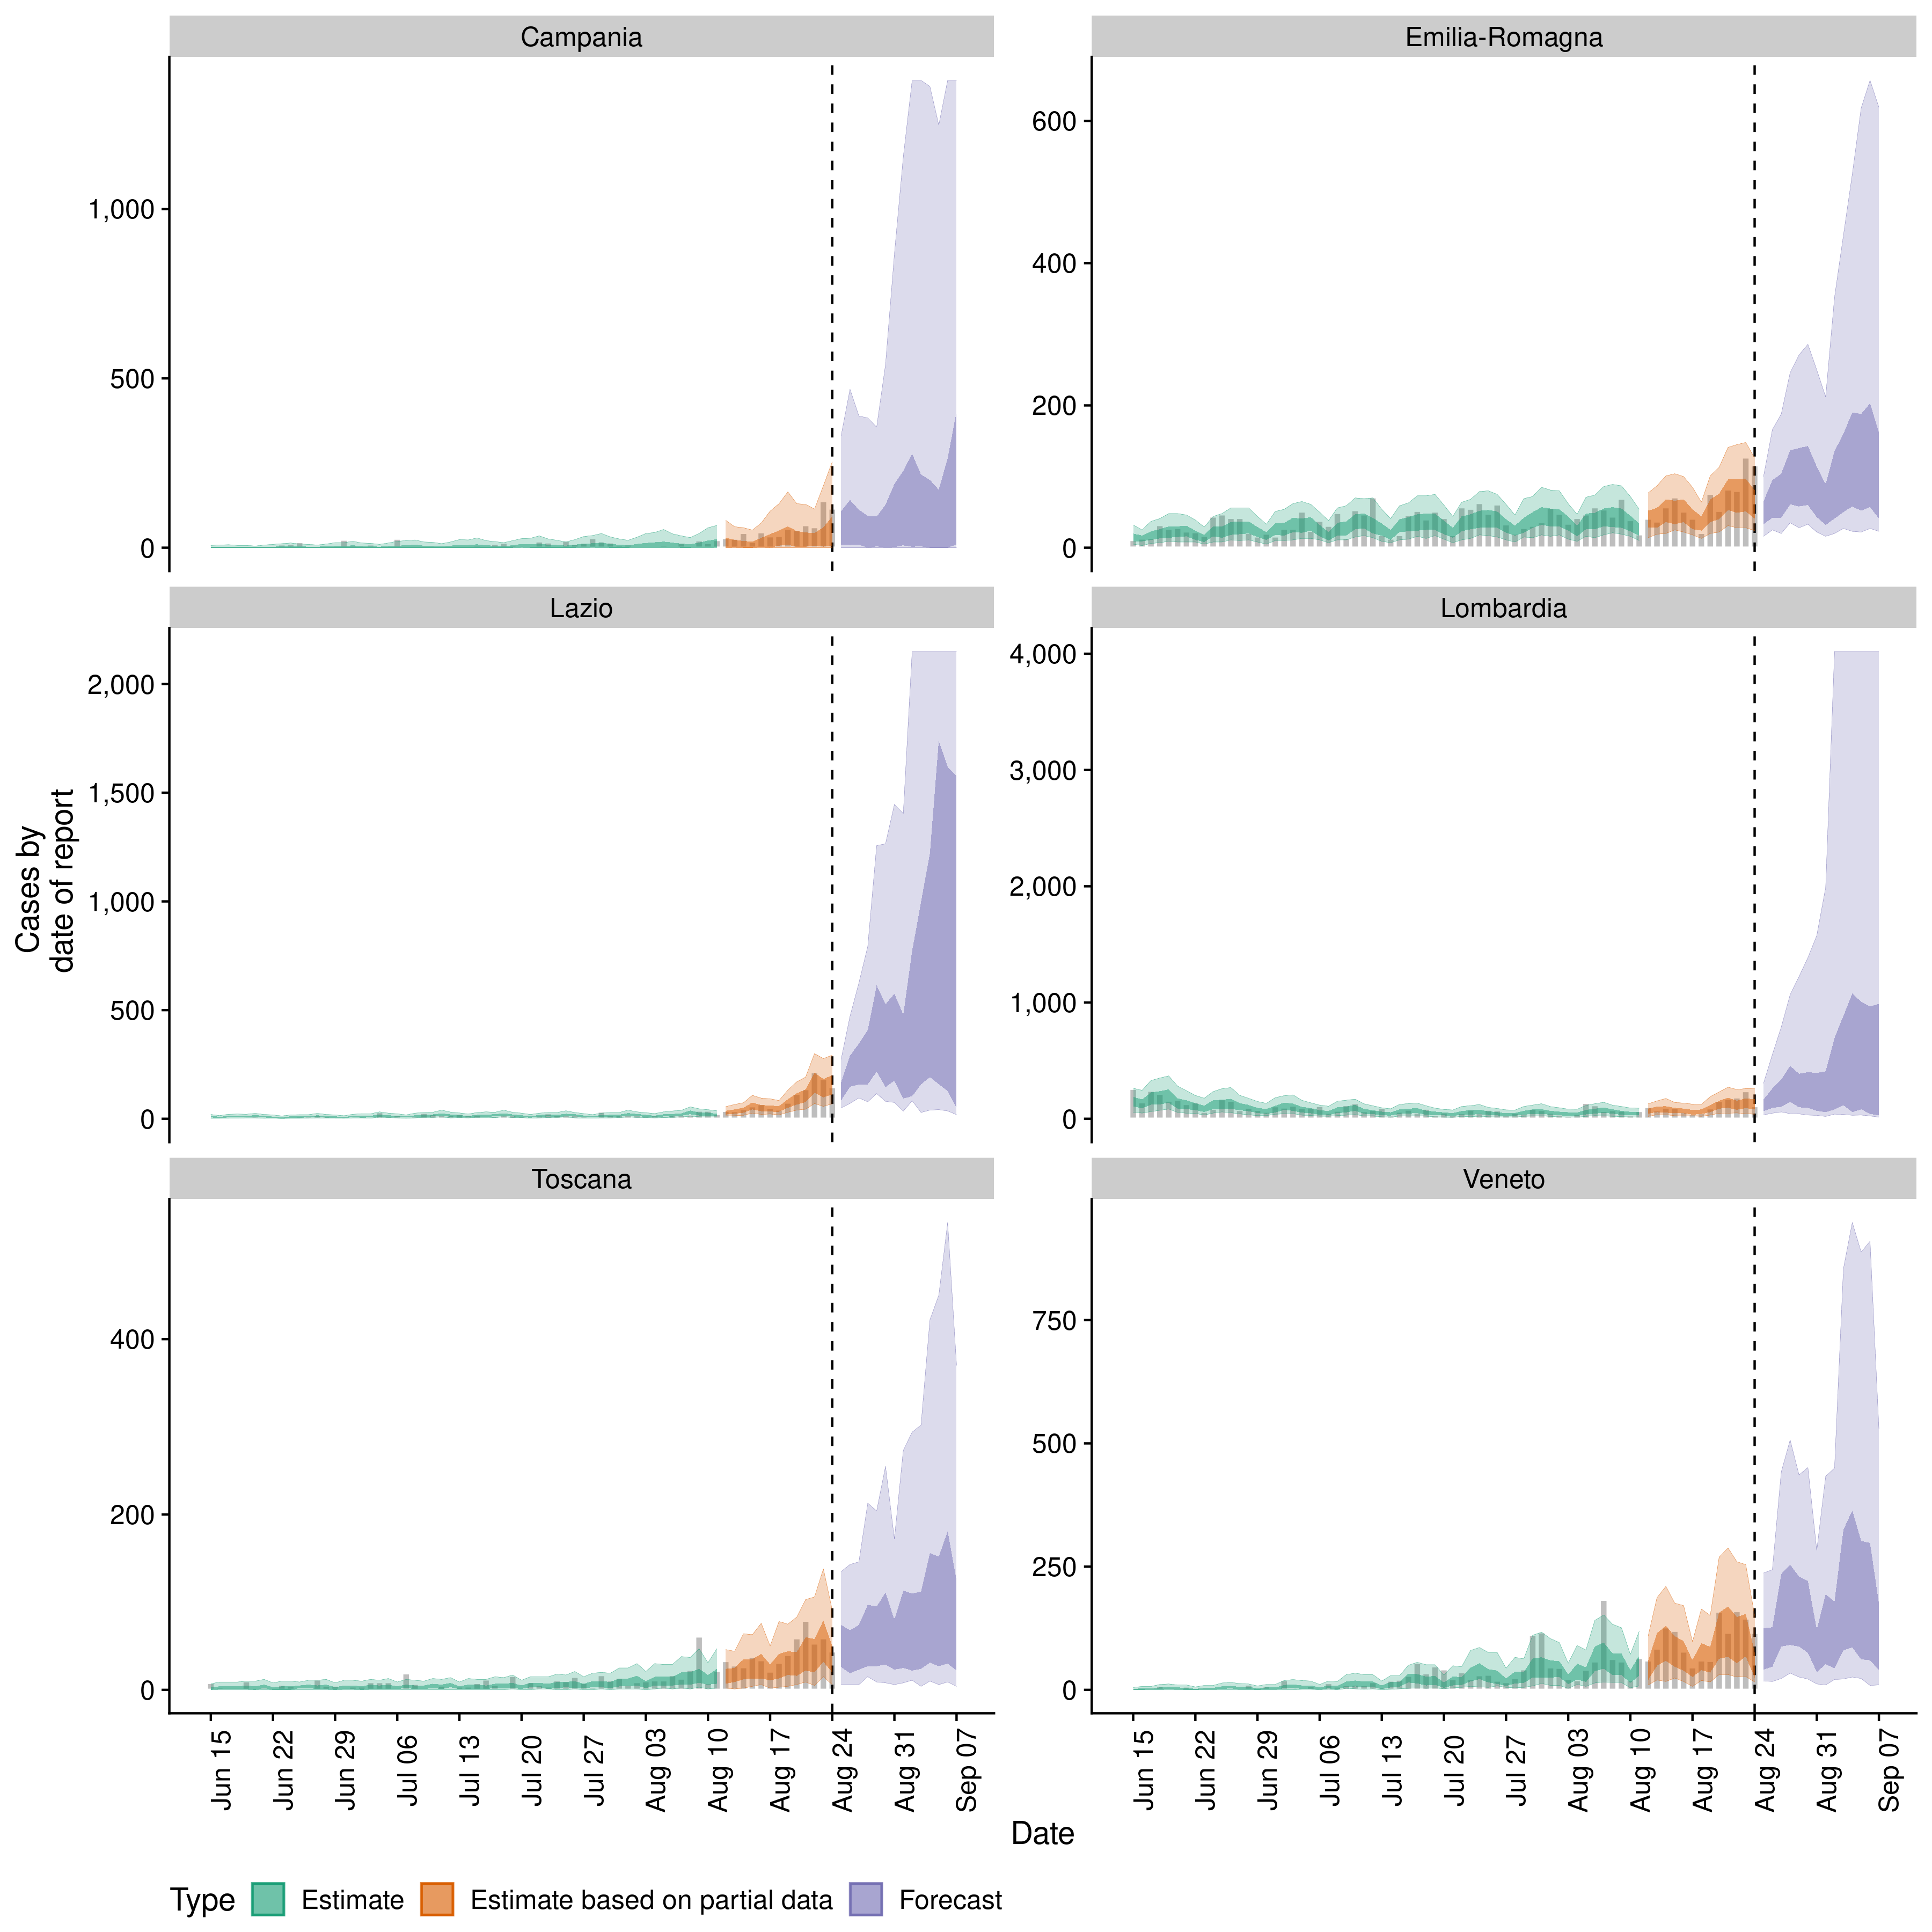 Campania
Emilia-Romagna
1,000
500
0
600
400
200
0
Lazio
Lombardia
2,000
1,500
1,000
500
0
4,000
3,000
2,000
1,000
0
Cases by
date of report
Toscana
Veneto
400
200
0
750
500
250
0
Jun 15
Jun 22
Jun 29
Jul 06
Jul 13
Jul 20
Jul 27
Aug 03
Aug 10
Aug 17
Aug 24
Aug 31
Sep 07
Jun 15
Jun 22
Jun 29
Jul 06
Jul 13
Jul 20
Jul 27
Aug 03
Aug 10
Aug 17
Aug 24
Aug 31
Sep 07
Date
Type Estimate Estimate based on partial data Forecast